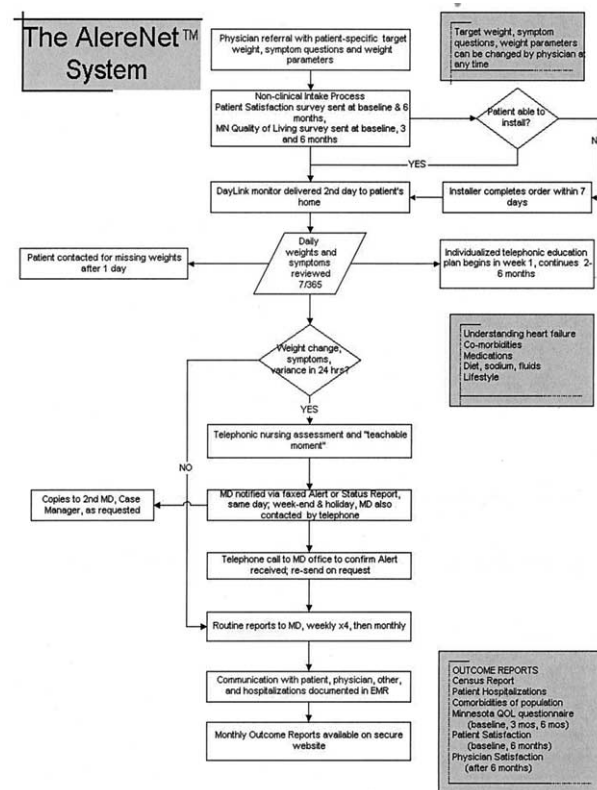 The AlereNet™
System
Physician referral with patient-specific target
weight, symptom questions and weight
parameters
Target weight, symptom
questions, weight parameters
can be changed by physician at
any time
Non-clinical Intake Process
Patient Satisfaction survey sent at baseline & 6
months,
MN Quality of Living survey sent at baseline, 3
and 6 months
Patient able to
install?
N
YES
DayLink monitor delivered 2nd day to patient's
home
Installer completes order within 7
days
Patient contacted for missing weights
after 1 day
Daily
weights and
symptoms
reviewed
7/365
Individualized telephonic education
plan begins in week 1, continues 2-
6 months
Weight change,
symptoms,
variance in 24 hrs?
Understanding heart failure
Co-morbidities
Medications
Diet, sodium, fluids
Lifestyle
YES
Telephonic nursing assessment and "teachable
moment"
NO
Copies to 2nd MD, Case
Manager, as requested
MD notified via faxed Alert or Status Report,
same day; week-end & holiday, MD also
contacted by telephone
Telephone call to MD office to confirm Alert
received; re-send on request
Routine reports to MD, weekly x4, then monthly
Communication with patient, physician, other,
and hospitalizations documented in EMR
Monthly Outcome Reports available on secure
website
OUTCOME REPORTS
Census Report
Patient Hospitalizations
Comorbidities of population
Minnesota QOL questionnaire
(baseline, 3 mos, 6 mos)
Patient Satisfaction
(baseline, 6 months)
Physician Satisfaction
(after 6 months)